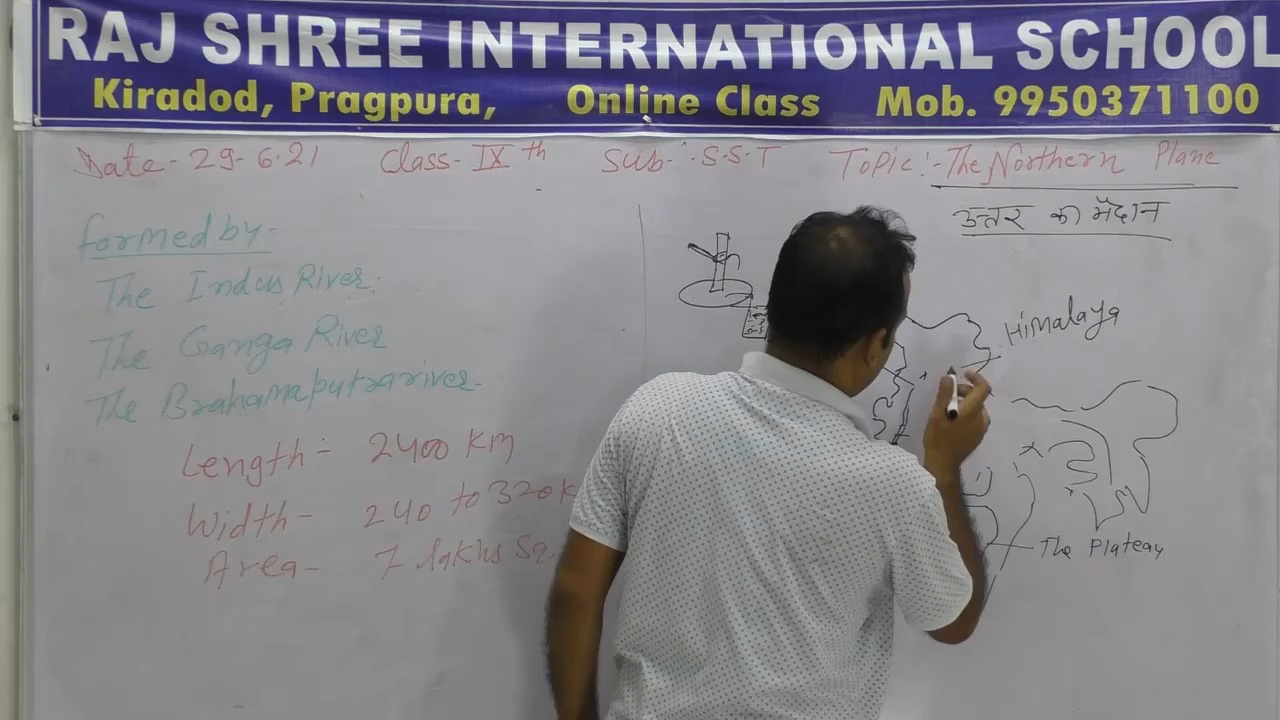 RAJ SHREE INTERNATIONAL SCHOOL
Kiradod, Pragpura, Online Class Mob. 9950371100
Date - 29-6-21 Class- IXth Sub- S.S.T Topic:- The Northern Plane
उत्तर का मैदान
formed by:-
The Indus River.
The Ganga River
The Brahamaputra river.
Length:- 2400 km
Width- 240 to 320 k
Area- 7 lakhs Sq.
Himalaya
The Plateau